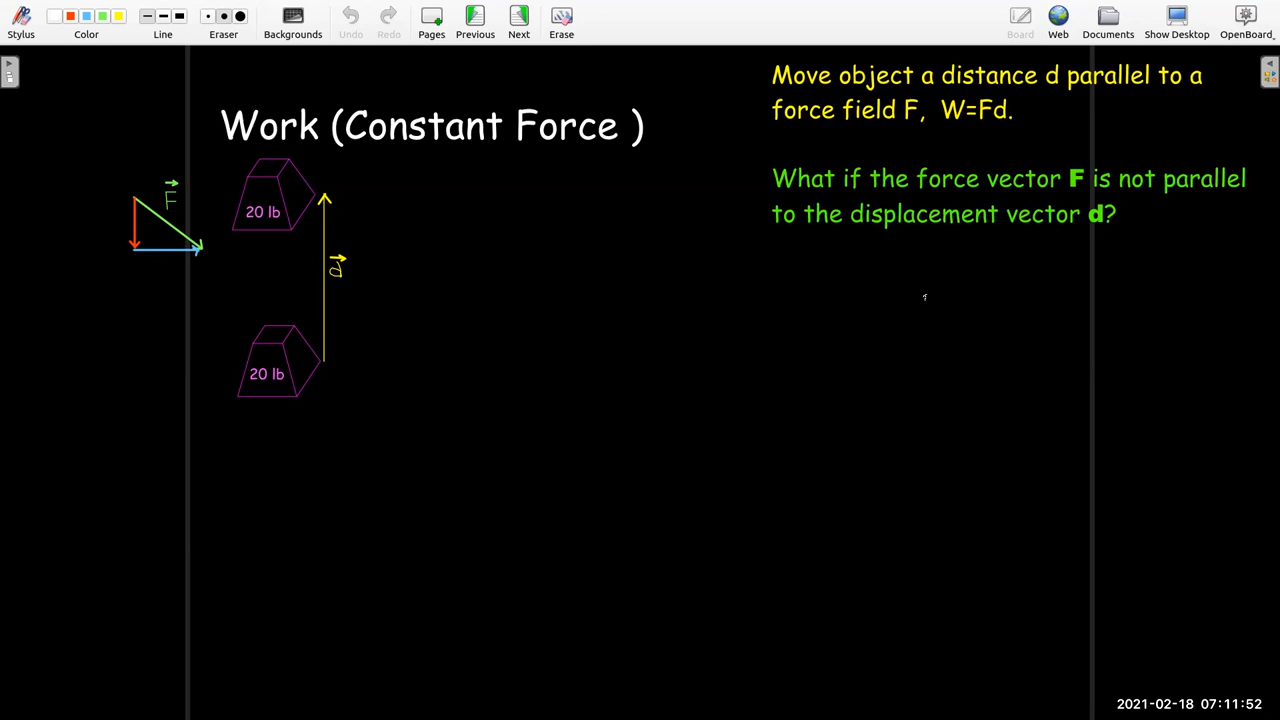 Stylus
Color
Line
Eraser
Backgrounds
Undo
Redo
Pages
Previous
Next
Erase
Board
Web
Documents
Show Desktop
OpenBoard
Move object a distance d parallel to a
force field F, W=Fd.
Work (Constant Force )
What if the force vector F is not parallel
to the displacement vector d?
F
20 lb
d
20 lb
2021-02-18 07:11:52